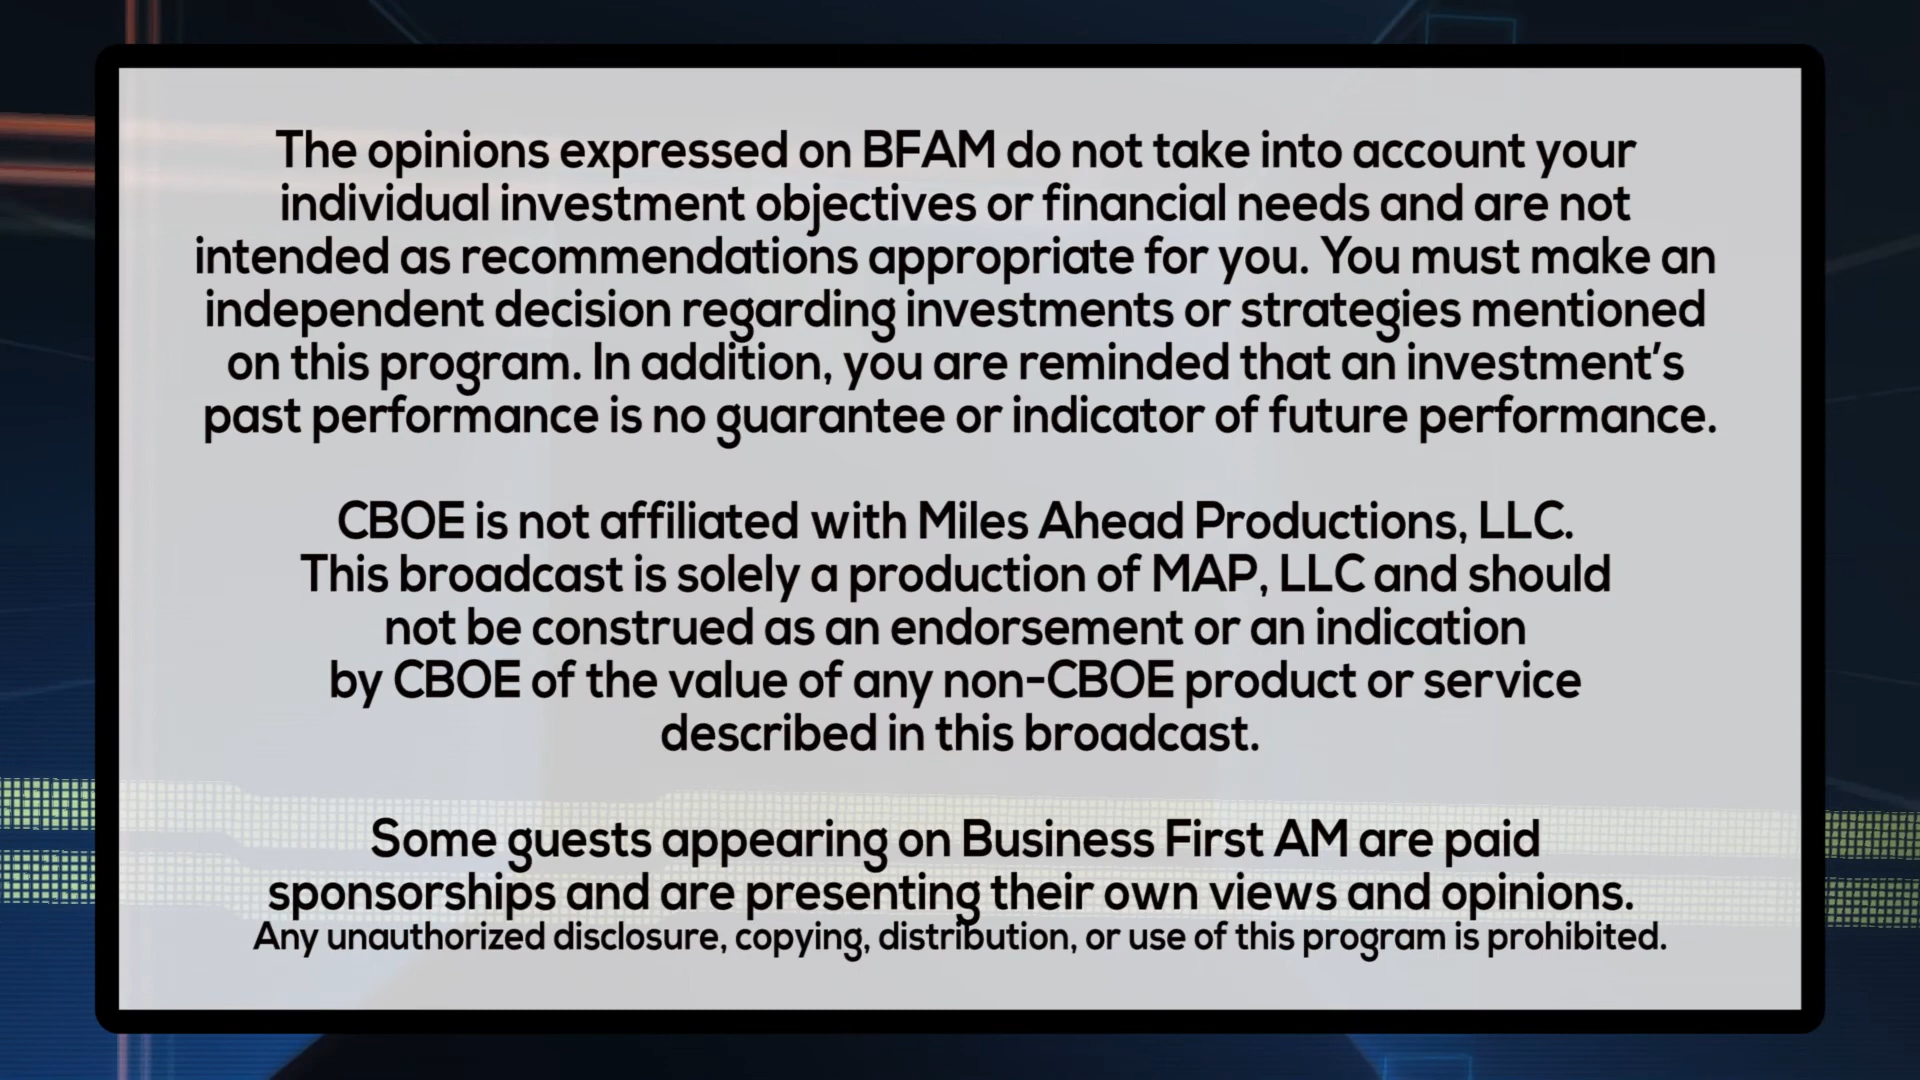 The opinions expressed on BFAM do not take into account your
individual investment objectives or financial needs and are not
intended as recommendations appropriate for you. You must make an
independent decision regarding investments or strategies mentioned
on this program. In addition, you are reminded that an investment’s
past performance is no guarantee or indicator of future performance.
CBOE is not affiliated with Miles Ahead Productions, LLC.
This broadcast is solely a production of MAP, LLC and should
not be construed as an endorsement or an indication
by CBOE of the value of any non-CBOE product or service
described in this broadcast.
Some guests appearing on Business First AM are paid
sponsorships and are presenting their own views and opinions.
Any unauthorized disclosure, copying, distribution, or use of this program is prohibited.